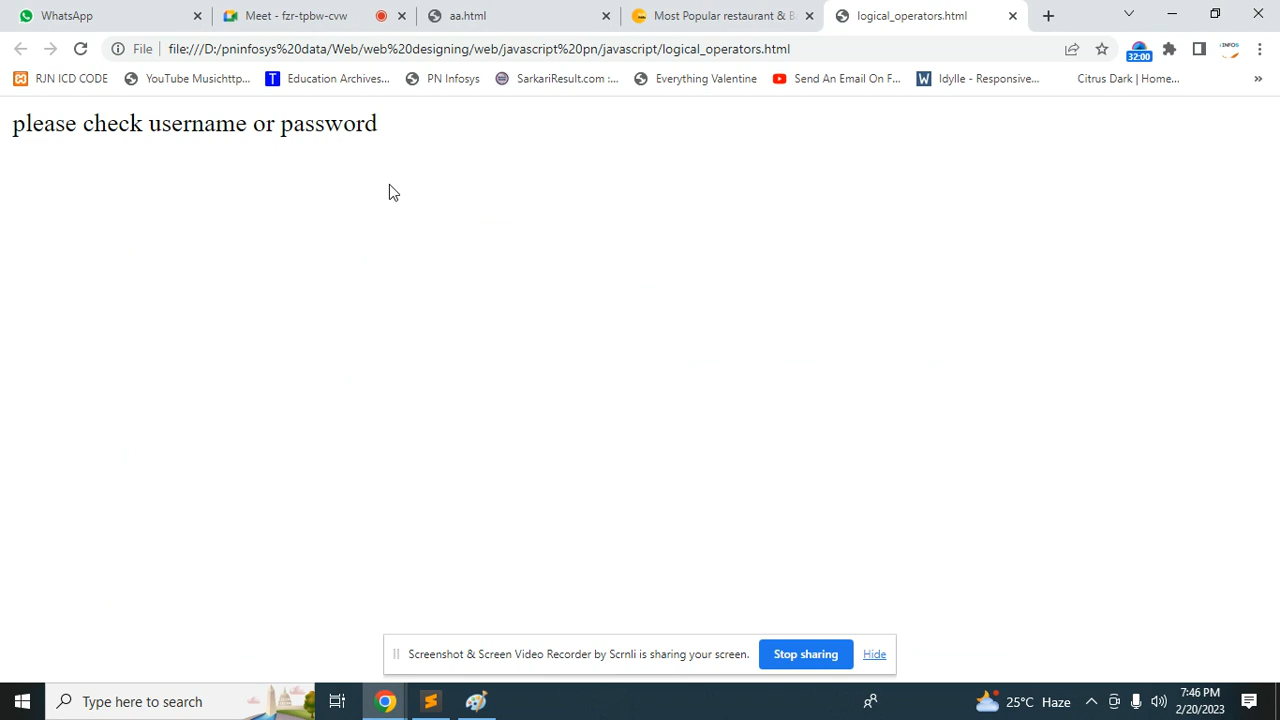 WhatsApp
Meet - fzr-tpbw-cvw
aa.html
Most Popular restaurant & B
logical_operators.html
File
file:///D:/pninfosys%20data/Web/web%20designing/web/javascript%20pn/javascript/logical_operators.html
32:00
INFOS
RJN ICD CODE
YouTube Musichttp...
T
Education Archives...
PN Infosys
SarkariResult.com :...
Everything Valentine
Send An Email On F...
W
Idylle - Responsive...
Citrus Dark | Home...
»
please check username or password
Screenshot & Screen Video Recorder by Scrnli is sharing your screen.
Stop sharing
Hide
Type here to search
25°C Haze
7:46 PM
2/20/2023